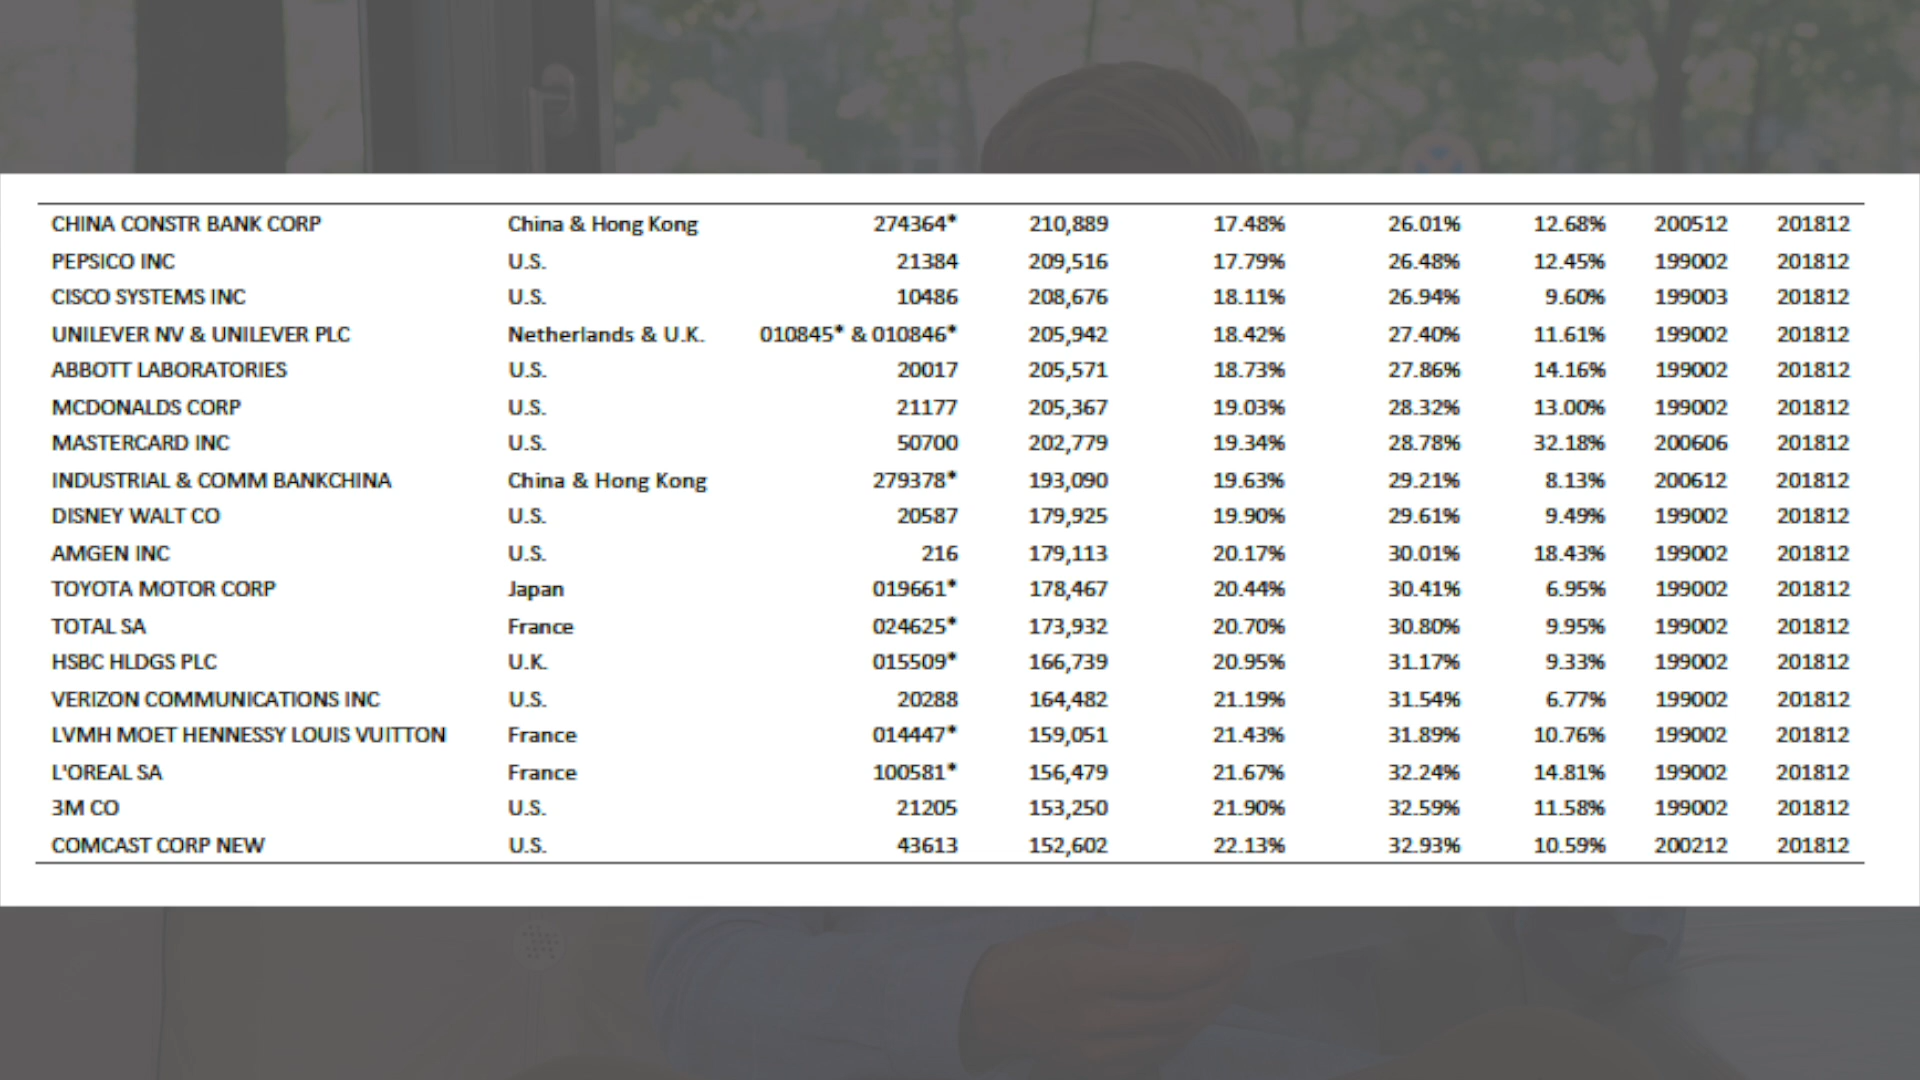 CHINA CONSTR BANK CORP China & Hong Kong 274364* 210,889 17.48% 26.01% 12.68% 200512 201812
PEPSICO INC U.S. 21384 209,516 17.79% 26.48% 12.45% 199002 201812
CISCO SYSTEMS INC U.S. 10486 208,676 18.11% 26.94% 9.60% 199003 201812
UNILEVER NV & UNILEVER PLC Netherlands & U.K. 010845* & 010846* 205,942 18.42% 27.40% 11.61% 199002 201812
ABBOTT LABORATORIES U.S. 20017 205,571 18.73% 27.86% 14.16% 199002 201812
MCDONALDS CORP U.S. 21177 205,367 19.03% 28.32% 13.00% 199002 201812
MASTERCARD INC U.S. 50700 202,779 19.34% 28.78% 32.18% 200606 201812
INDUSTRIAL & COMM BANKCHINA China & Hong Kong 279378* 193,090 19.63% 29.21% 8.13% 200612 201812
DISNEY WALT CO U.S. 20587 179,925 19.90% 29.61% 9.49% 199002 201812
AMGEN INC U.S. 216 179,113 20.17% 30.01% 18.43% 199002 201812
TOYOTA MOTOR CORP Japan 019661* 178,467 20.44% 30.41% 6.95% 199002 201812
TOTAL SA France 024625* 173,932 20.70% 30.80% 9.95% 199002 201812
HSBC HLDGS PLC U.K. 015509* 166,739 20.95% 31.17% 9.33% 199002 201812
VERIZON COMMUNICATIONS INC U.S. 20288 164,482 21.19% 31.54% 6.77% 199002 201812
LVMH MOET HENNESSY LOUIS VUITTON France 014447* 159,051 21.43% 31.89% 10.76% 199002 201812
L'OREAL SA France 100581* 156,479 21.67% 32.24% 14.81% 199002 201812
3M CO U.S. 21205 153,250 21.90% 32.59% 11.58% 199002 201812
COMCAST CORP NEW U.S. 43613 152,602 22.13% 32.93% 10.59% 200212 201812